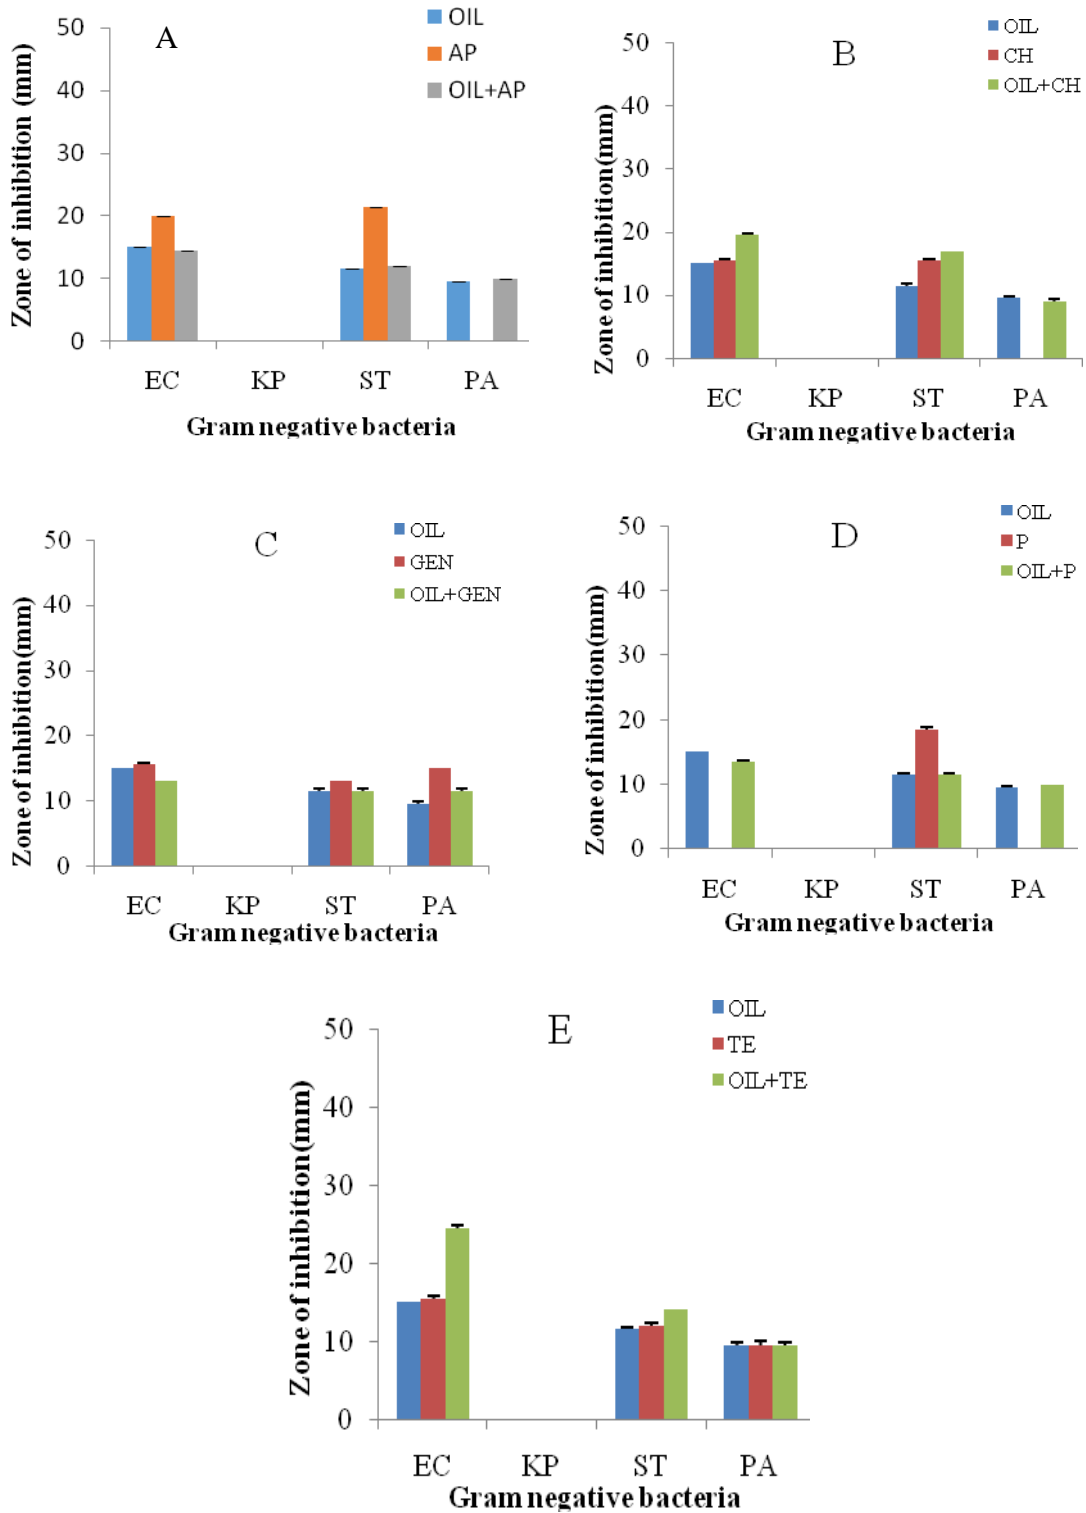 A
OIL
AP
OIL+AP
Zone of inhibition (mm)
50
40
30
20
10
0
EC KP ST PA
Gram negative bacteria
B
OIL
CH
OIL+CH
Zone of inhibition(mm)
50
40
30
20
10
0
EC KP ST PA
Gram negative bacteria
C
OIL
GEN
OIL+GEN
Zone of inhibition(mm)
50
40
30
20
10
0
EC KP ST PA
Gram negative bacteria
D
OIL
P
OIL+P
Zone of inhibition(mm)
50
40
30
20
10
0
EC KP ST PA
Gram negative bacteria
E
OIL
TE
OIL+TE
Zone of inhibition(mm)
50
40
30
20
10
0
EC KP ST PA
Gram negative bacteria